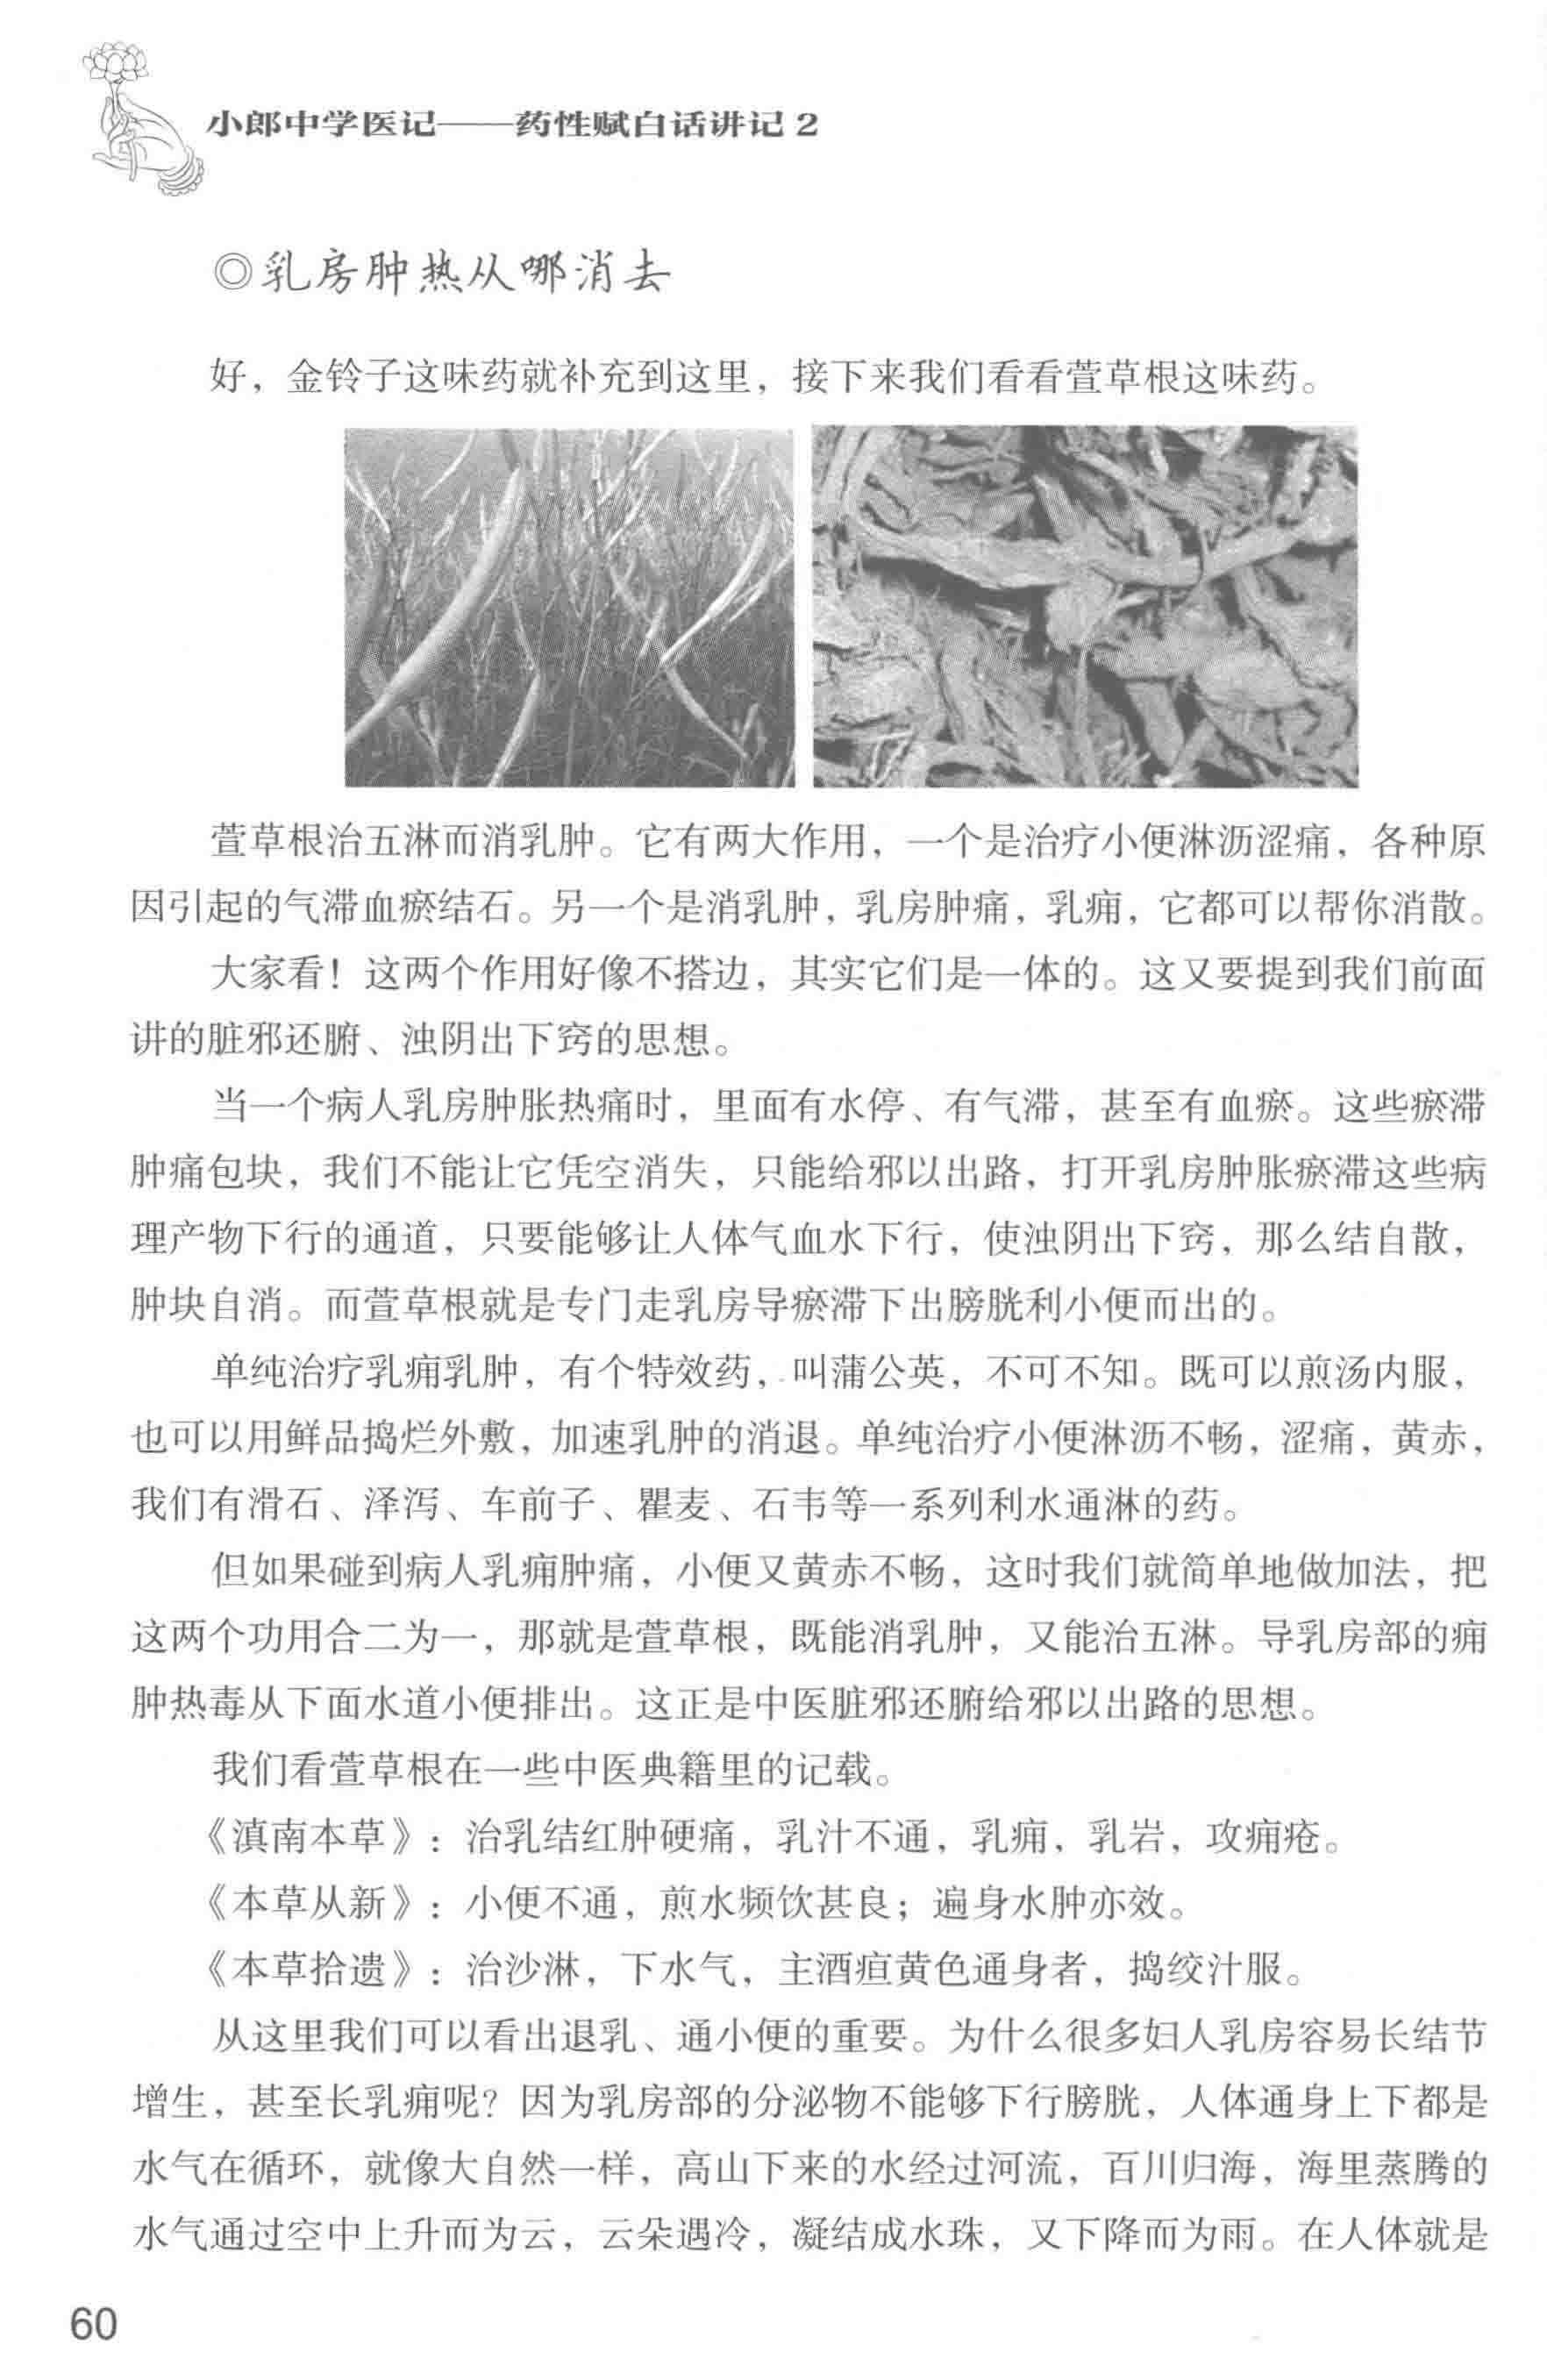 小郎中学医记——药性赋白话讲记2
◎乳房肿热从哪消去
好，金铃子这味药就补充到这里，接下来我们看看萱草根这味药。
萱草根治五淋而消乳肿。它有两大作用，一个是治疗小便淋沥涩痛，各种原
因引起的气滞血瘀结石。另一个是消乳肿，乳房肿痛，乳痈，它都可以帮你消散。
大家看！这两个作用好像不搭边，其实它们是一体的。这又要提到我们前面
讲的脏邪还腑、浊阴出下窍的思想。
当一个病人乳房肿胀热痛时，里面有水停、有气滞，甚至有血瘀。这些瘀滞
肿痛包块，我们不能让它凭空消失，只能给邪以出路，打开乳房肿胀瘀滞这些病
理产物下行的通道，只要能够让人体气血水下行，使浊阴出下窍，那么结自散，
肿块自消。而萱草根就是专门走乳房导瘀滞下出膀胱利小便而出的。
单纯治疗乳痈乳肿，有个特效药，叫蒲公英，不可不知。既可以煎汤内服，
也可以用鲜品捣烂外敷，加速乳肿的消退。单纯治疗小便淋沥不畅，涩痛，黄赤，
我们有滑石、泽泻、车前子、瞿麦、石韦等一系列利水通淋的药。
但如果碰到病人乳痈肿痛，小便又黄赤不畅，这时我们就简单地做加法，把
这两个功用合二为一，那就是萱草根，既能消乳肿，又能治五淋。导乳房部的痈
肿热毒从下面水道小便排出。这正是中医脏邪还腑给邪以出路的思想。
我们看萱草根在一些中医典籍里的记载。
《滇南本草》：治乳结红肿硬痛，乳汁不通，乳痈，乳岩，攻痈疮。
《本草从新》：小便不通，煎水频饮甚良；遍身水肿亦效。
《本草拾遗》：治沙淋，下水气，主酒疸黄色通身者，捣绞汁服。
从这里我们可以看出退乳、通小便的重要。为什么很多妇人乳房容易长结节
增生，甚至长乳痈呢？因为乳房部的分泌物不能够下行膀胱，人体通身上下都是
水气在循环，就像大自然一样，高山下来的水经过河流，百川归海，海里蒸腾的
水气通过空中上升而为云，云朵遇冷，凝结成水珠，又下降而为雨。在人体就是
60